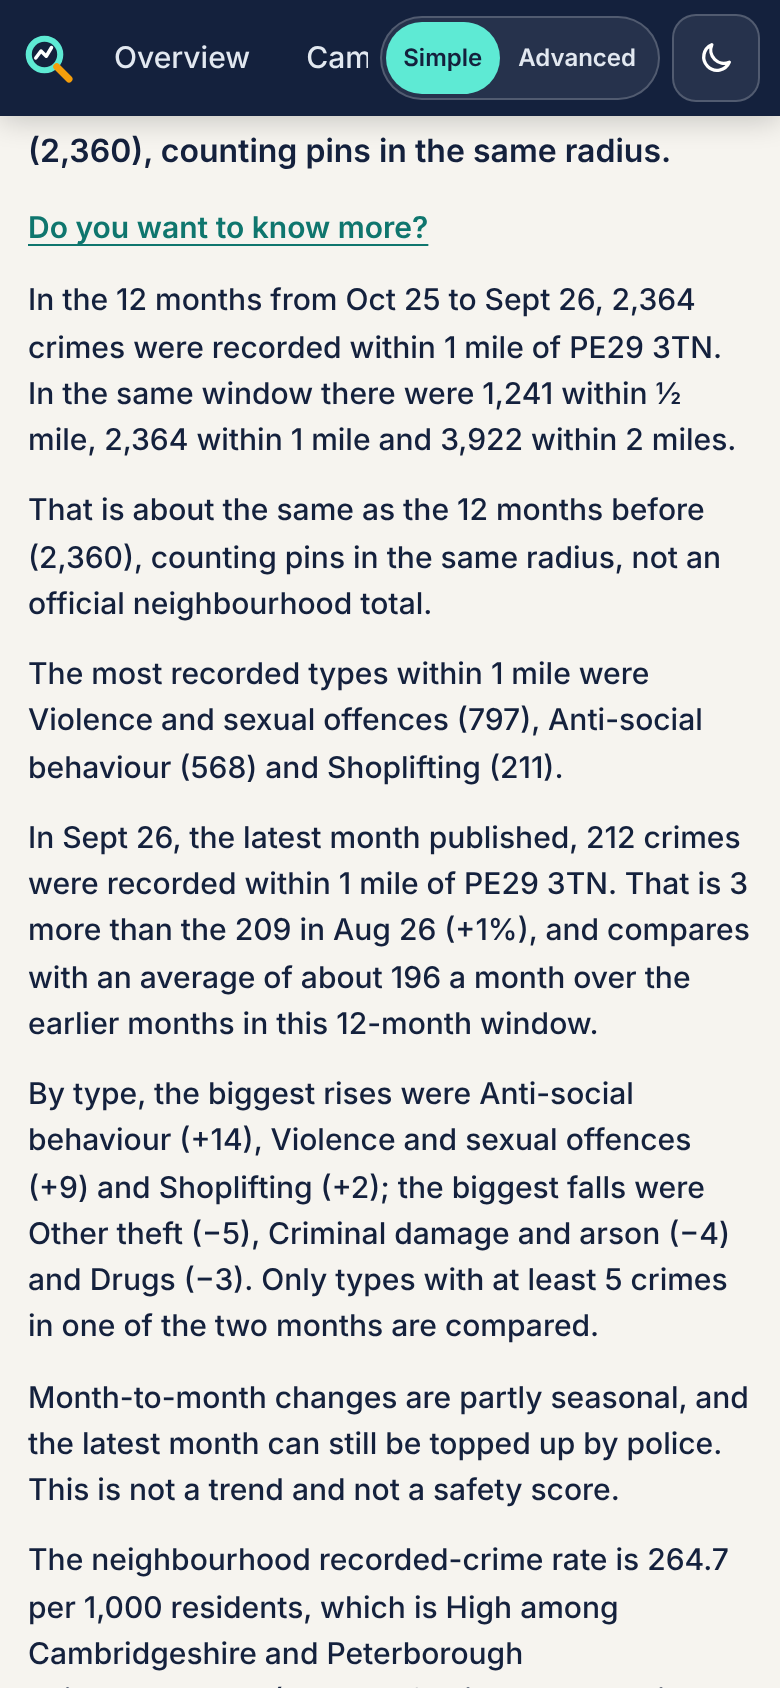 Overview
Cam
Simple
Advanced
(2,360), counting pins in the same radius.
Do you want to know more?
In the 12 months from Oct 25 to Sept 26, 2,364
crimes were recorded within 1 mile of PE29 3TN.
In the same window there were 1,241 within ½
mile, 2,364 within 1 mile and 3,922 within 2 miles.
That is about the same as the 12 months before
(2,360), counting pins in the same radius, not an
official neighbourhood total.
The most recorded types within 1 mile were
Violence and sexual offences (797), Anti-social
behaviour (568) and Shoplifting (211).
In Sept 26, the latest month published, 212 crimes
were recorded within 1 mile of PE29 3TN. That is 3
more than the 209 in Aug 26 (+1%), and compares
with an average of about 196 a month over the
earlier months in this 12-month window.
By type, the biggest rises were Anti-social
behaviour (+14), Violence and sexual offences
(+9) and Shoplifting (+2); the biggest falls were
Other theft (−5), Criminal damage and arson (−4)
and Drugs (−3). Only types with at least 5 crimes
in one of the two months are compared.
Month-to-month changes are partly seasonal, and
the latest month can still be topped up by police.
This is not a trend and not a safety score.
The neighbourhood recorded-crime rate is 264.7
per 1,000 residents, which is High among
Cambridgeshire and Peterborough